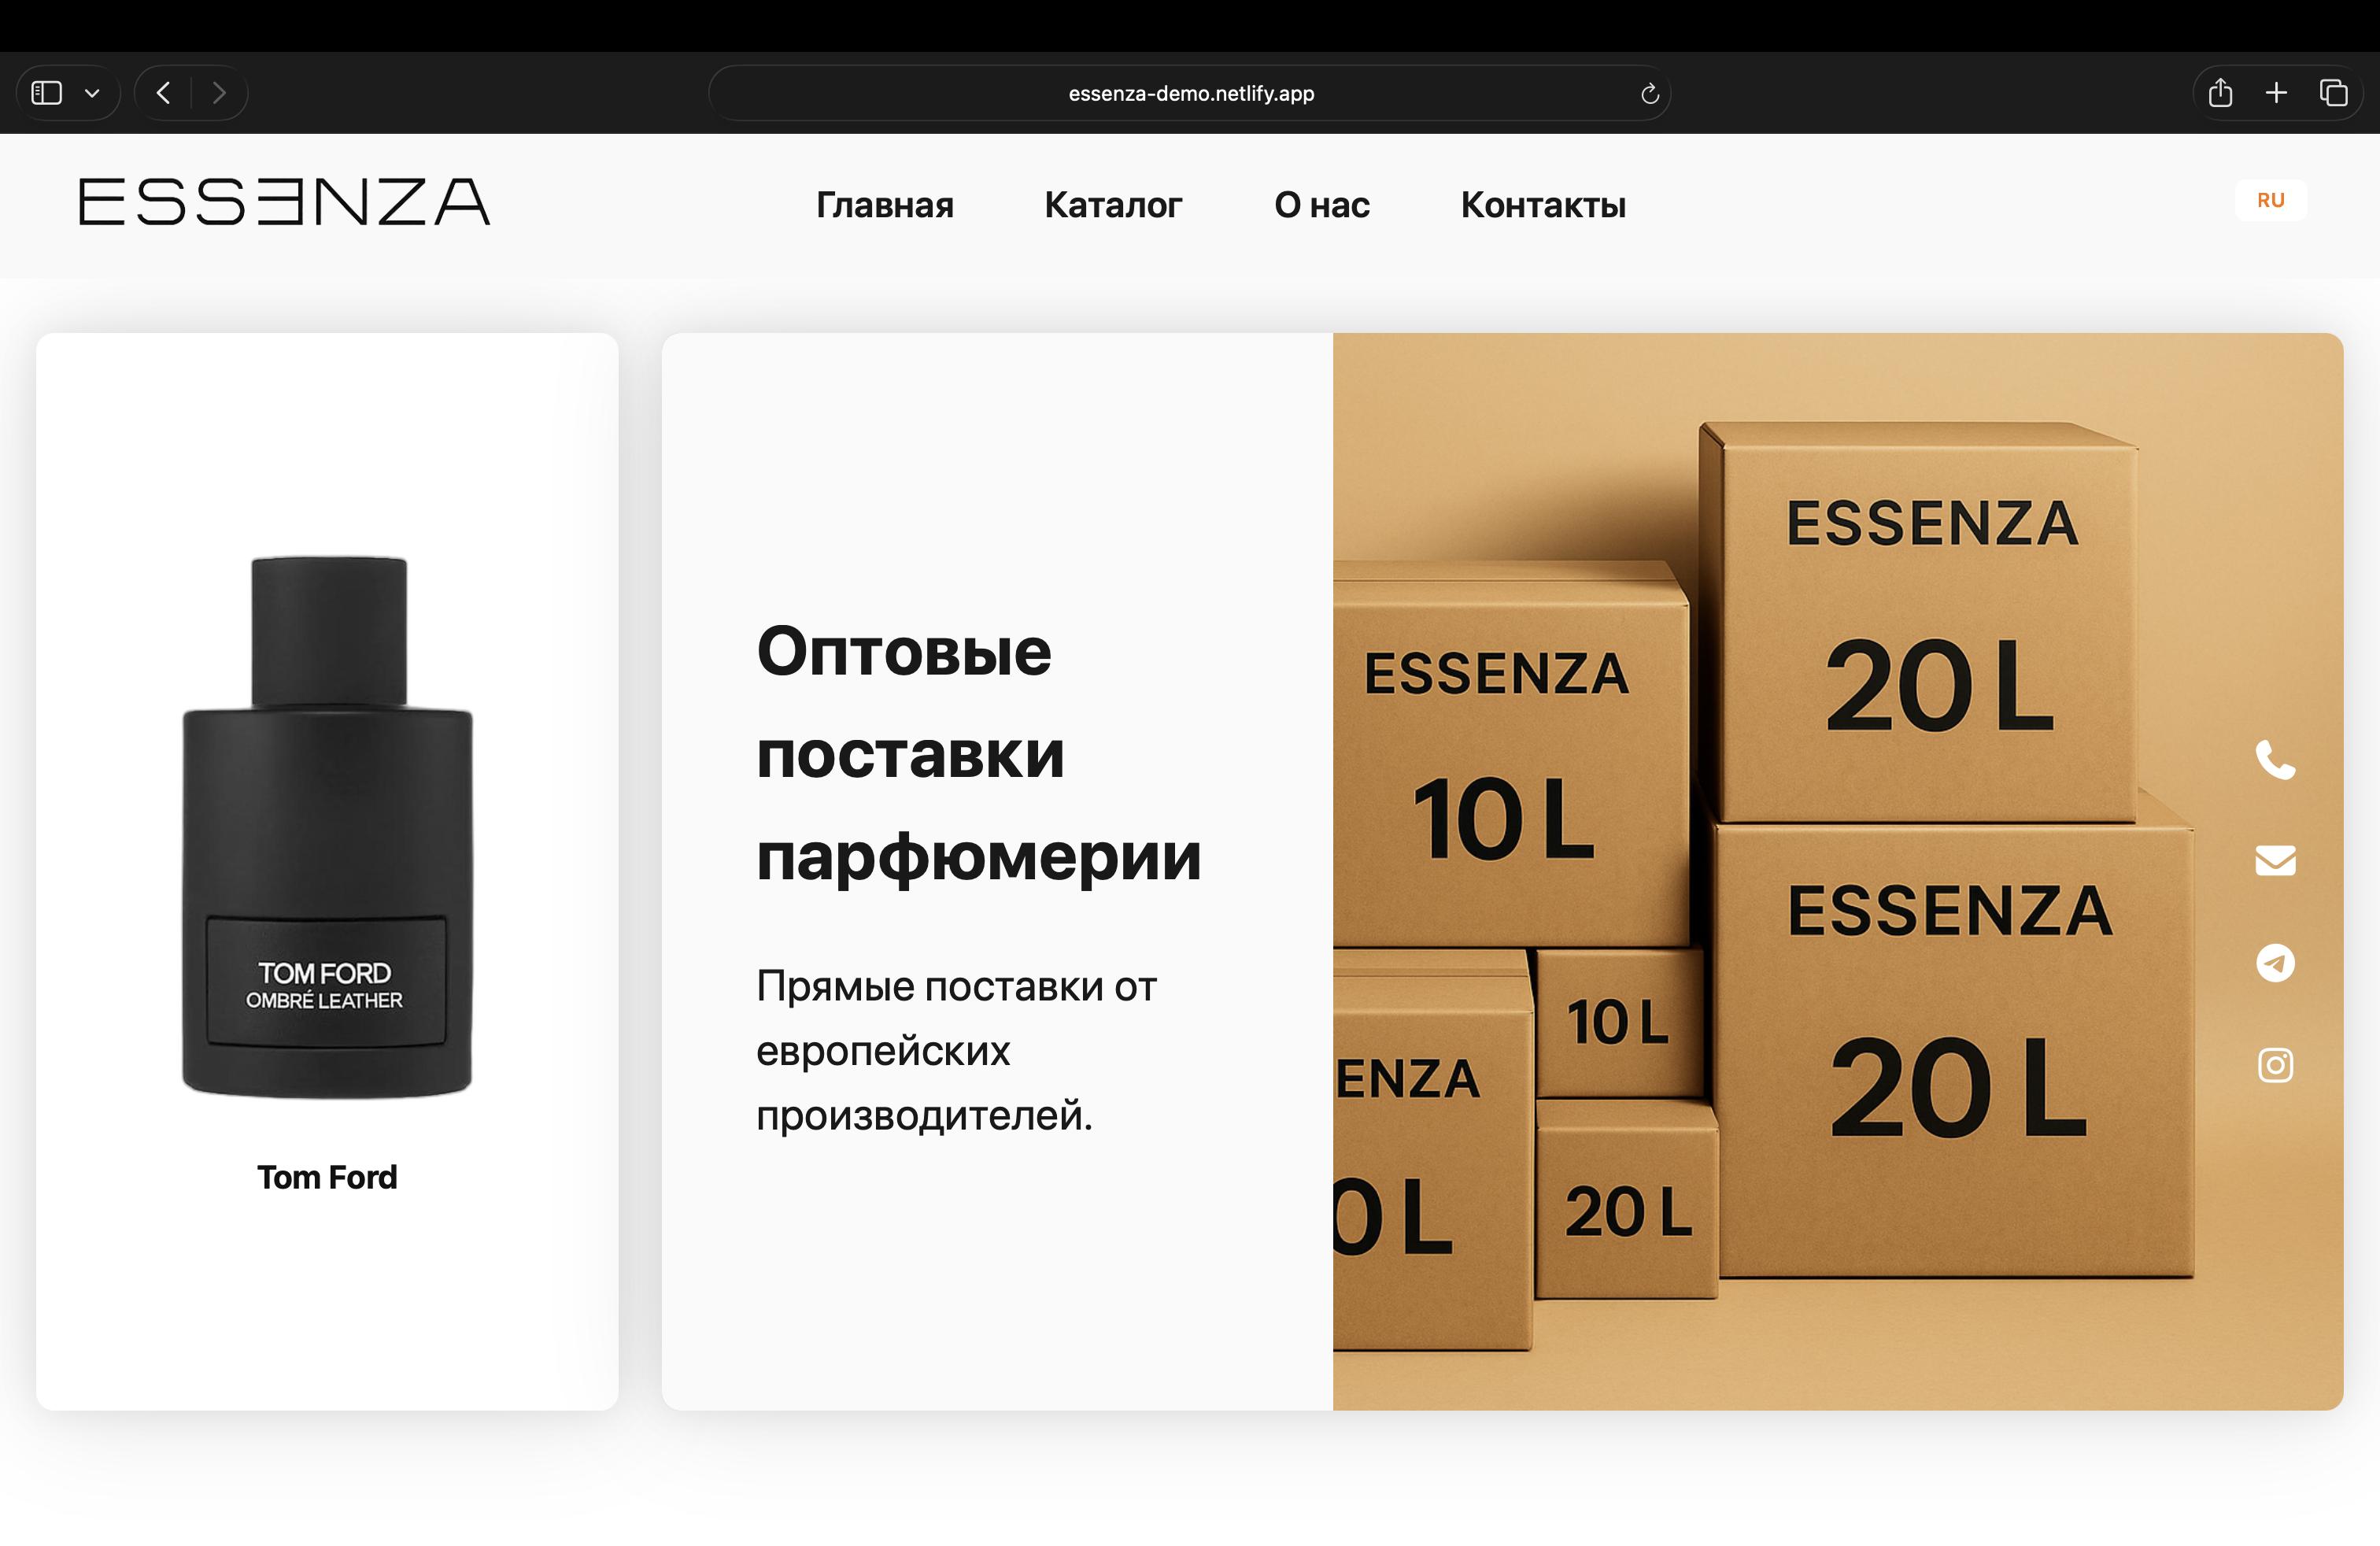 essenza-demo.netlify.app
ESSƎNZA
Главная Каталог О нас Контакты
RU
TOM FORD
OMBRÉ LEATHER
Tom Ford
Оптовые
поставки
парфюмерии
Прямые поставки от
европейских
производителей.
ESSENZA
20 L
ESSENZA
10 L
ESSENZA
20 L
10 L
ENZA
0 L
20 L